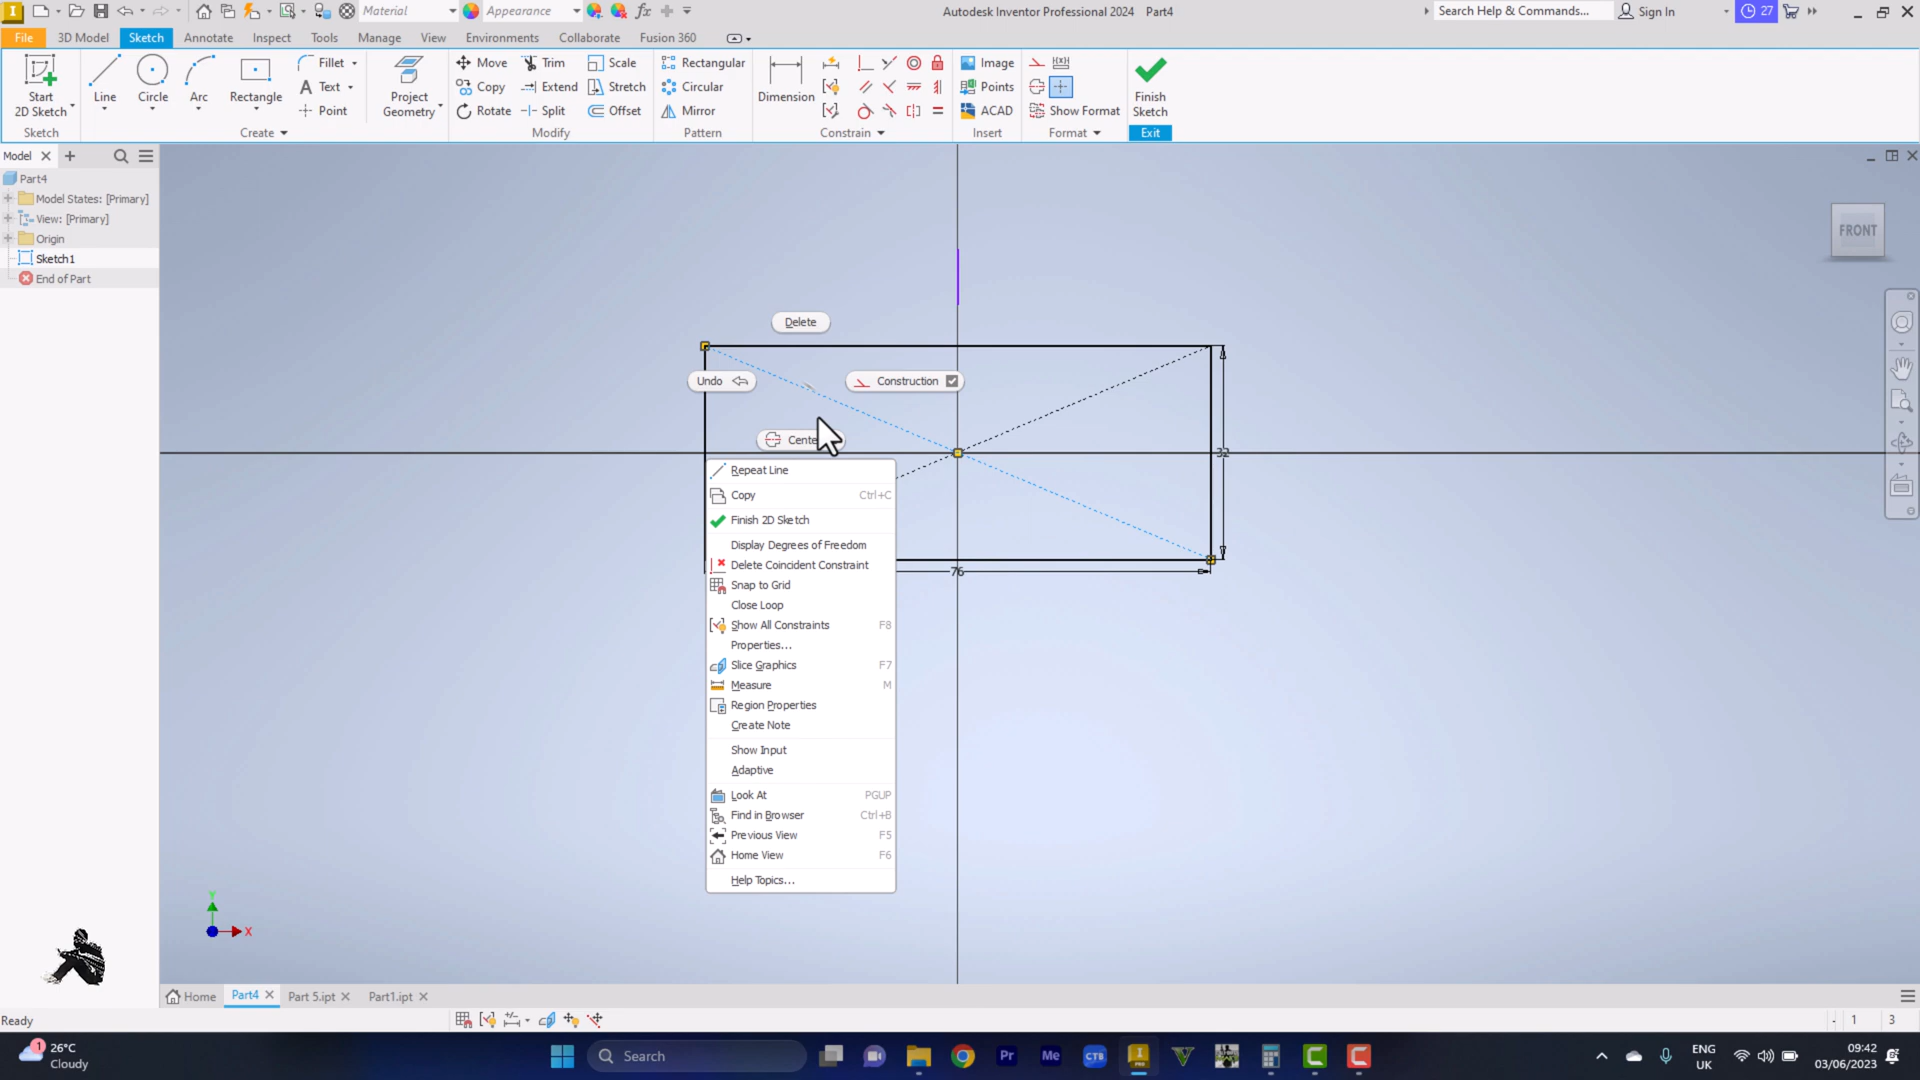 Material
Appearance
Autodesk Inventor Professional 2024 Part4
Search Help & Commands...
Sign In
27
File
3D Model
Sketch
Annotate
Inspect
Tools
Manage
View
Environments
Collaborate
Fusion 360
Start
2D Sketch
Line
Circle
Arc
Rectangle
Fillet
Text
Point
Project
Geometry
Move
Copy
Rotate
Trim
Extend
Split
Scale
Stretch
Offset
Rectangular
Circular
Mirror
Dimension
Image
Points
ACAD
Show Format
Finish
Sketch
Sketch
Create
Modify
Pattern
Constrain
Insert
Format
Exit
Model
Part4
Model States: [Primary]
View: [Primary]
Origin
Sketch1
End of Part
FRONT
Delete
Undo
Construction
Cente
32
76
Repeat Line
Copy Ctrl+C
Finish 2D Sketch
Display Degrees of Freedom
Delete Coincident Constraint
Snap to Grid
Close Loop
Show All Constraints F8
Properties...
Slice Graphics F7
Measure M
Region Properties
Create Note
Show Input
Adaptive
Look At PGUP
Find in Browser Ctrl+B
Previous View F5
Home View F6
Help Topics...
Y
X
Home
Part4
Part 5.ipt
Part1.ipt
Ready
- 1 3
1
26°C
Cloudy
Search
Pr
Me
CTB
I
PRO
V
C
C
ENG
UK
09:42
03/06/2023